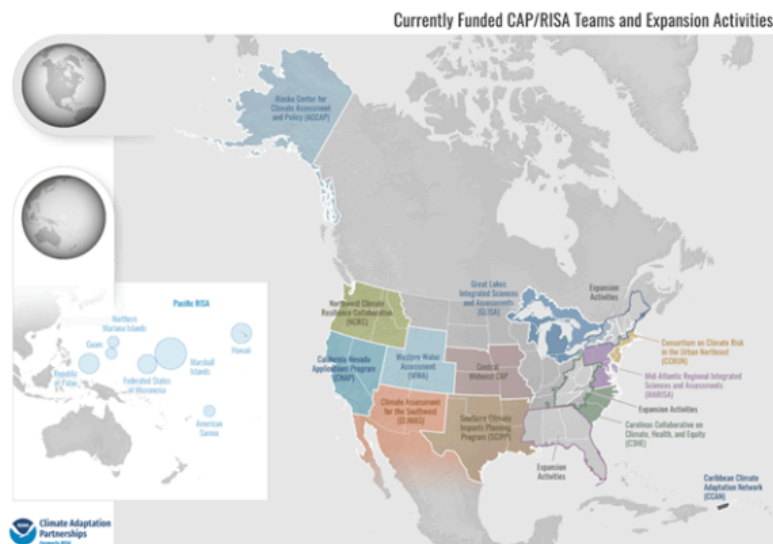 Currently Funded CAP/RISA Teams and Expansion Activities
Alaska Center for
Climate Assessment
and Policy (ACCAP)
Pacific RISA
Northern
Mariana Islands
Guam
Hawaii
Republic
of Palau
Marshall
Islands
Federated States
of Micronesia
American
Samoa
Great Lakes
Integrated Sciences
and Assessments
(GLISA)
Expansion
Activities
Northwest Climate
Resilience Collaborative
(NCRC)
Consortium on Climate Risk
in the Urban Northeast
(CCRUN)
California-Nevada
Applications Program
(CNAP)
Western Water
Assessment
(WWA)
Central
Midwest CAP
Mid-Atlantic Regional Integrated
Sciences and Assessments
(MARISA)
Climate Assessment
for the Southwest
(CLIMAS)
Southern Climate
Impacts Planning
Program (SCIPP)
Expansion Activities
Carolinas Collaborative on
Climate, Health, and Equity
(C3HE)
Expansion
Activities
Caribbean Climate
Adaptation Network
(CCAN)
Climate Adaptation
Partnerships
formerly RISA